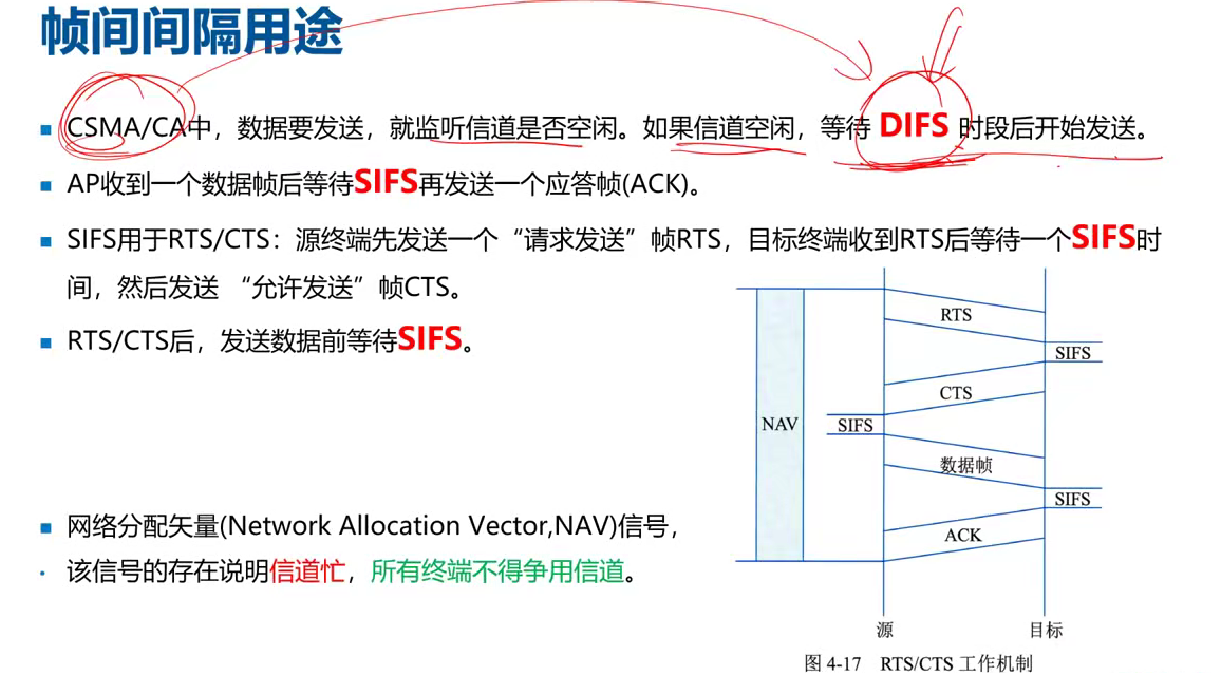 帧间间隔用途
CSMA/CA中，数据要发送，就监听信道是否空闲。如果信道空闲，等待 DIFS 时段后开始发送。
AP收到一个数据帧后等待SIFS再发送一个应答帧(ACK)。
SIFS用于RTS/CTS：源终端先发送一个“请求发送”帧RTS，目标终端收到RTS后等待一个SIFS时
间，然后发送 “允许发送”帧CTS。
RTS/CTS后，发送数据前等待SIFS。
网络分配矢量(Network Allocation Vector,NAV)信号，
该信号的存在说明信道忙，所有终端不得争用信道。
RTS
SIFS
CTS
NAV
SIFS
数据帧
SIFS
ACK
源
目标
图 4-17 RTS/CTS 工作机制